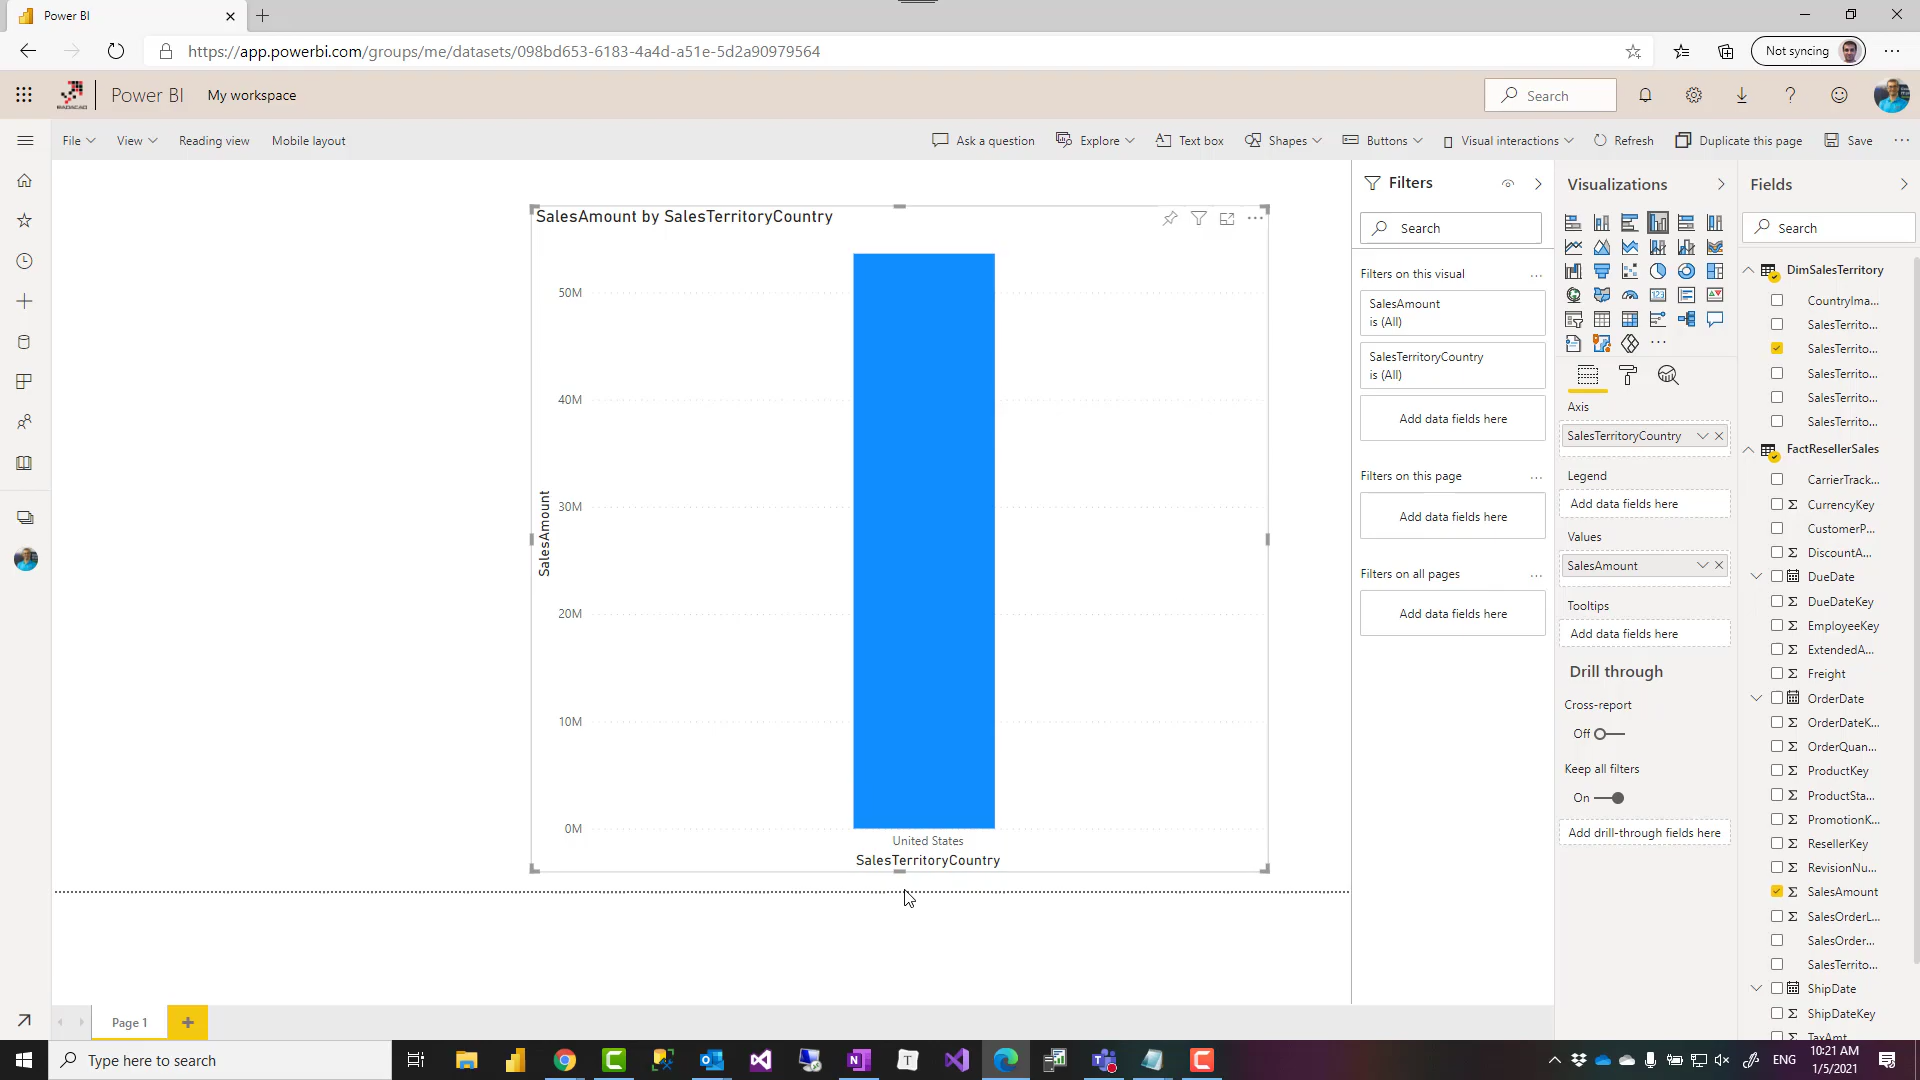 Power BI
https://app.powerbi.com/groups/me/datasets/098bd653-6183-4a4d-a51e-5d2a90979564
Not syncing
RADACAD
Power BI
My workspace
Search
File
View
Reading view
Mobile layout
Ask a question
Explore
Text box
Shapes
Buttons
Visual interactions
Refresh
Duplicate this page
Save
SalesAmount by SalesTerritoryCountry
50M
40M
30M
20M
10M
0M
SalesAmount
United States
SalesTerritoryCountry
Filters
Search
Filters on this visual
SalesAmount
is (All)
SalesTerritoryCountry
is (All)
Add data fields here
Filters on this page
Add data fields here
Filters on all pages
Add data fields here
Visualizations
Axis
SalesTerritoryCountry
Legend
Add data fields here
Values
SalesAmount
Tooltips
Add data fields here
Drill through
Cross-report
Off
Keep all filters
On
Add drill-through fields here
Fields
Search
DimSalesTerritory
CountryIma...
SalesTerrito...
SalesTerrito...
SalesTerrito...
SalesTerrito...
SalesTerrito...
FactResellerSales
CarrierTrack...
CurrencyKey
CustomerP...
DiscountA...
DueDate
DueDateKey
EmployeeKey
ExtendedA...
Freight
OrderDate
OrderDateK...
OrderQuan...
ProductKey
ProductSta...
PromotionK...
ResellerKey
RevisionNu...
SalesAmount
SalesOrderL...
SalesOrder...
SalesTerrito...
ShipDate
ShipDateKey
TaxAmt
Page 1
Type here to search
ENG
10:21 AM
1/5/2021